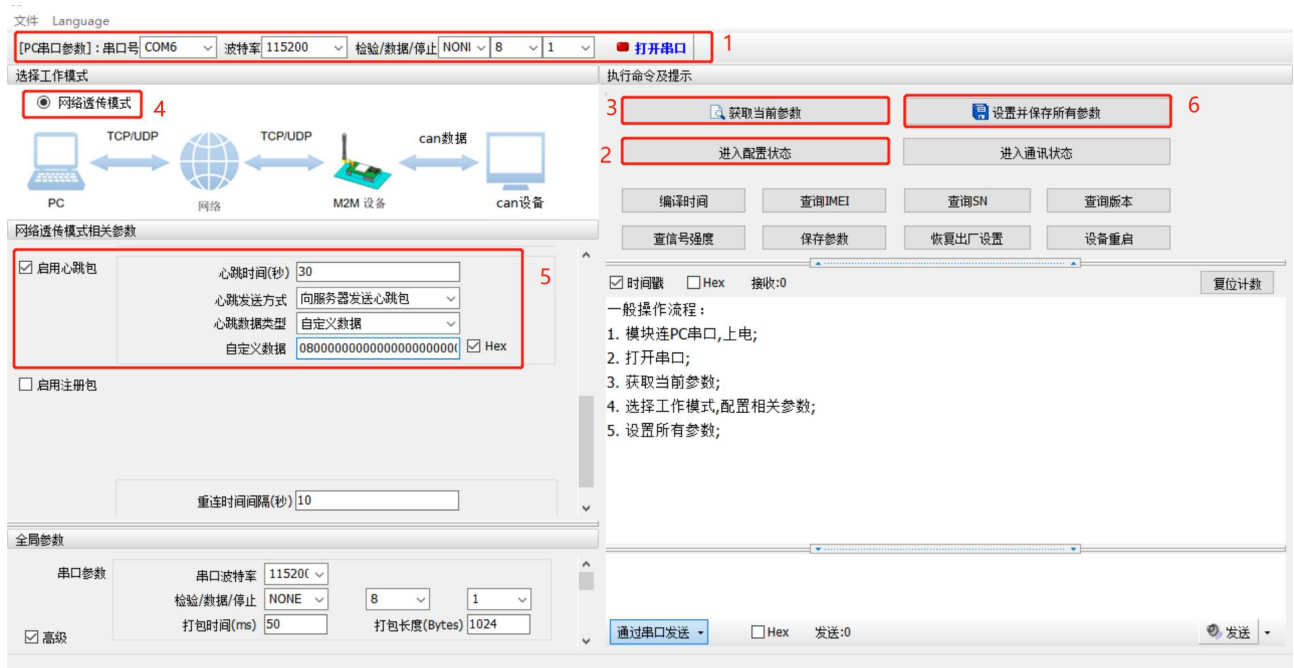 文件 Language
[PC串口参数]：串口号 COM6 波特率 115200 检验/数据/停止 NONI 8 1 打开串口 1
选择工作模式
网络透传模式 4
TCP/UDP TCP/UDP can数据
PC 网络 M2M 设备 can设备
网络透传模式相关参数
启用心跳包 心跳时间(秒) 30 5
心跳发送方式 向服务器发送心跳包
心跳数据类型 自定义数据
自定义数据 080000000000000000000000( Hex
启用注册包
重连时间间隔(秒) 10
全局参数
串口参数 串口波特率 11520(
检验/数据/停止 NONE 8 1
打包时间(ms) 50 打包长度(Bytes) 1024
高级
执行命令及提示
3 获取当前参数 设置并保存所有参数 6
2 进入配置状态 进入通讯状态
编译时间 查询IMEI 查询SN 查询版本
查信号强度 保存参数 恢复出厂设置 设备重启
时间戳 Hex 接收:0 复位计数
一般操作流程：
1. 模块连PC串口,上电;
2. 打开串口;
3. 获取当前参数;
4. 选择工作模式,配置相关参数;
5. 设置所有参数;
通过串口发送 Hex 发送:0 发送